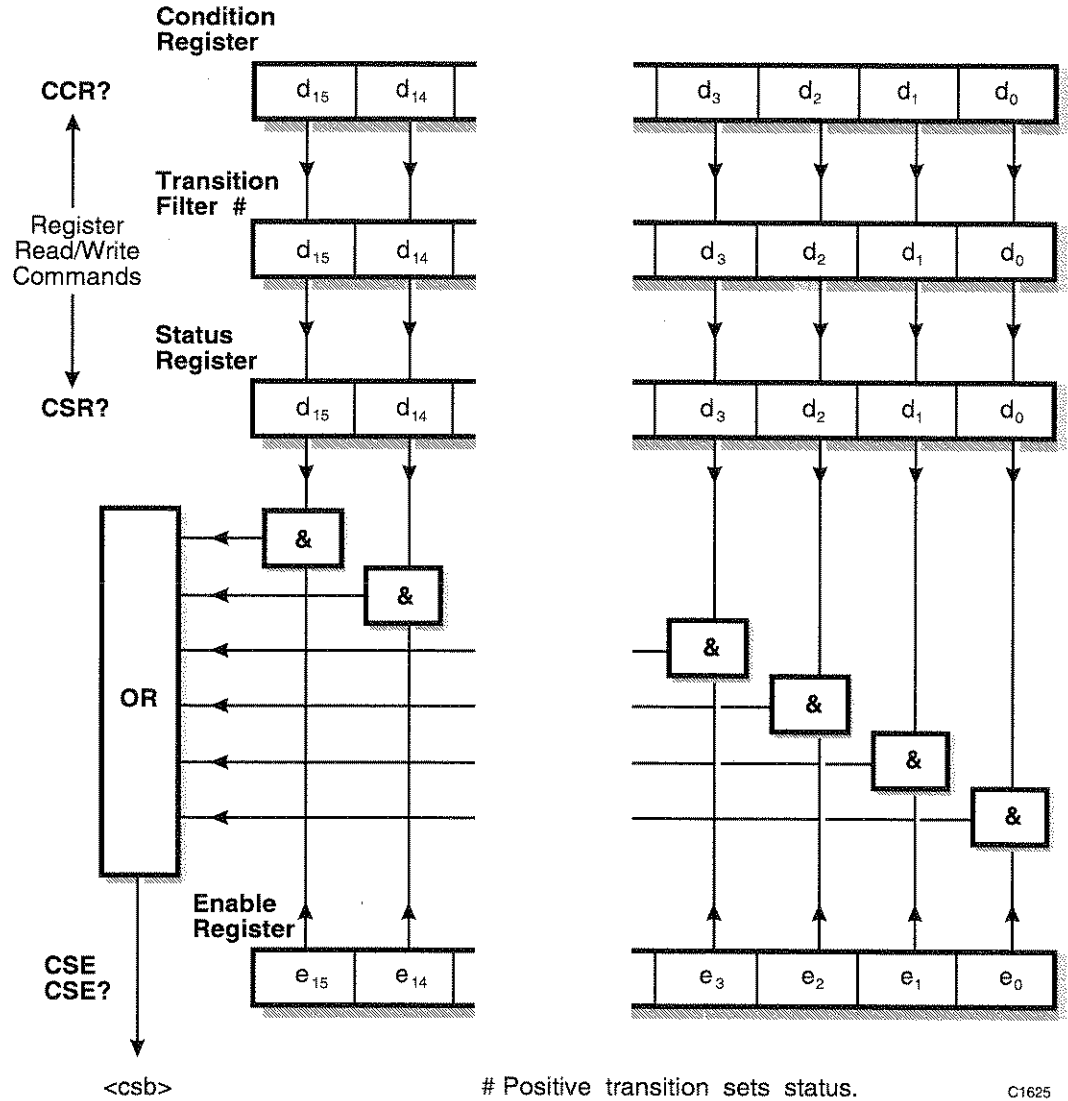 Condition
Register
CCR?
d15 d14 d3 d2 d1 d0
Transition
Filter #
Register
Read/Write
Commands
d15 d14 d3 d2 d1 d0
Status
Register
CSR?
d15 d14 d3 d2 d1 d0
&
&
&
OR
&
&
&
Enable
Register
CSE
CSE?
e15 e14 e3 e2 e1 e0
<csb>
# Positive transition sets status.
C1625